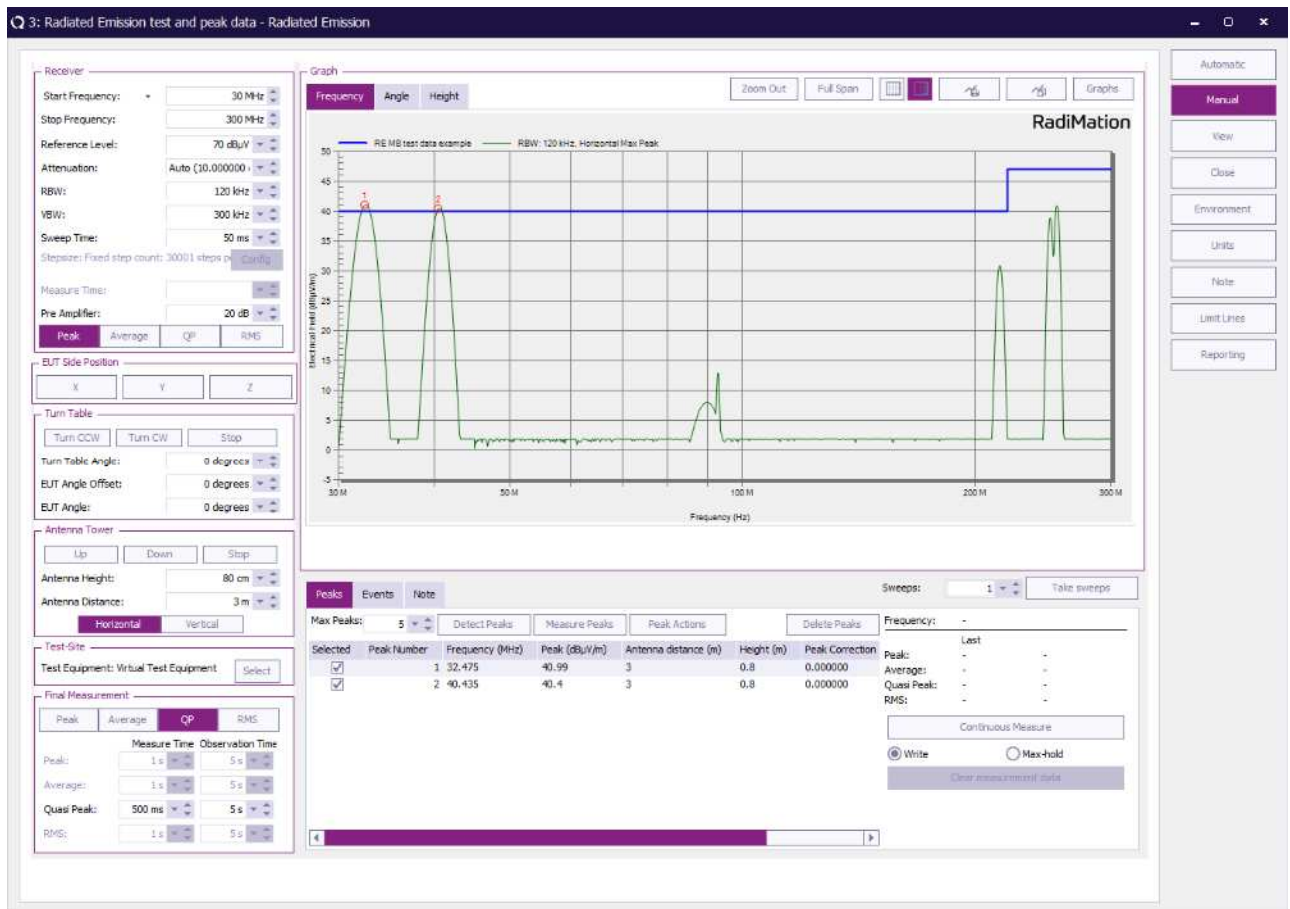 3: Radiated Emission test and peak data - Radiated Emission
Receiver
Start Frequency: 30 MHz
Stop Frequency: 300 MHz
Reference Level: 70 dBµV
Attenuation: Auto (10.000000
RBW: 120 kHz
VBW: 300 kHz
Sweep Time: 50 ms
Stepsize: Fixed step count: 30001 steps p Config
Measure Time:
Pre Amplifier: 20 dB
Peak Average QP RMS
EUT Side Position
X Y Z
Turn Table
Turn CCW Turn CW Stop
Turn Table Angle: 0 degrees
EUT Angle Offset: 0 degrees
EUT Angle: 0 degrees
Antenna Tower
Up Down Stop
Antenna Height: 80 cm
Antenna Distance: 3 m
Horizontal Vertical
Test-Site
Test Equipment: Virtual Test Equipment Select
Final Measurement
Peak Average QP RMS
Measure Time Observation Time
Peak: 1 s 5 s
Average: 1 s 5 s
Quasi Peak: 500 ms 5 s
RMS: 1 s 5 s
Graph
Frequency Angle Height Zoom Out Full Span Graphs
RadiMation
RE MB test data example RBW: 120 kHz, Horizontal Max Peak
50
45
40
35
30
25
20
15
10
5
0
-5
1
2
Electrical Field (dBµV/m)
30 M 50 M 100 M 200 M 300 M
Frequency (Hz)
Peaks Events Note
Max Peaks: 5 Detect Peaks Measure Peaks Peak Actions Delete Peaks
Selected Peak Number Frequency (MHz) Peak (dBµV/m) Antenna distance (m) Height (m) Peak Correction
1 32.475 40.99 3 0.8 0.000000
2 40.435 40.4 3 0.8 0.000000
Sweeps: 1 Take sweeps
Frequency: -
Last
Peak: - -
Average: - -
Quasi Peak: - -
RMS: - -
Continuous Measure
Write Max-hold
Clear measurement data
Automatic
Manual
View
Close
Environment
Units
Note
Limit Lines
Reporting